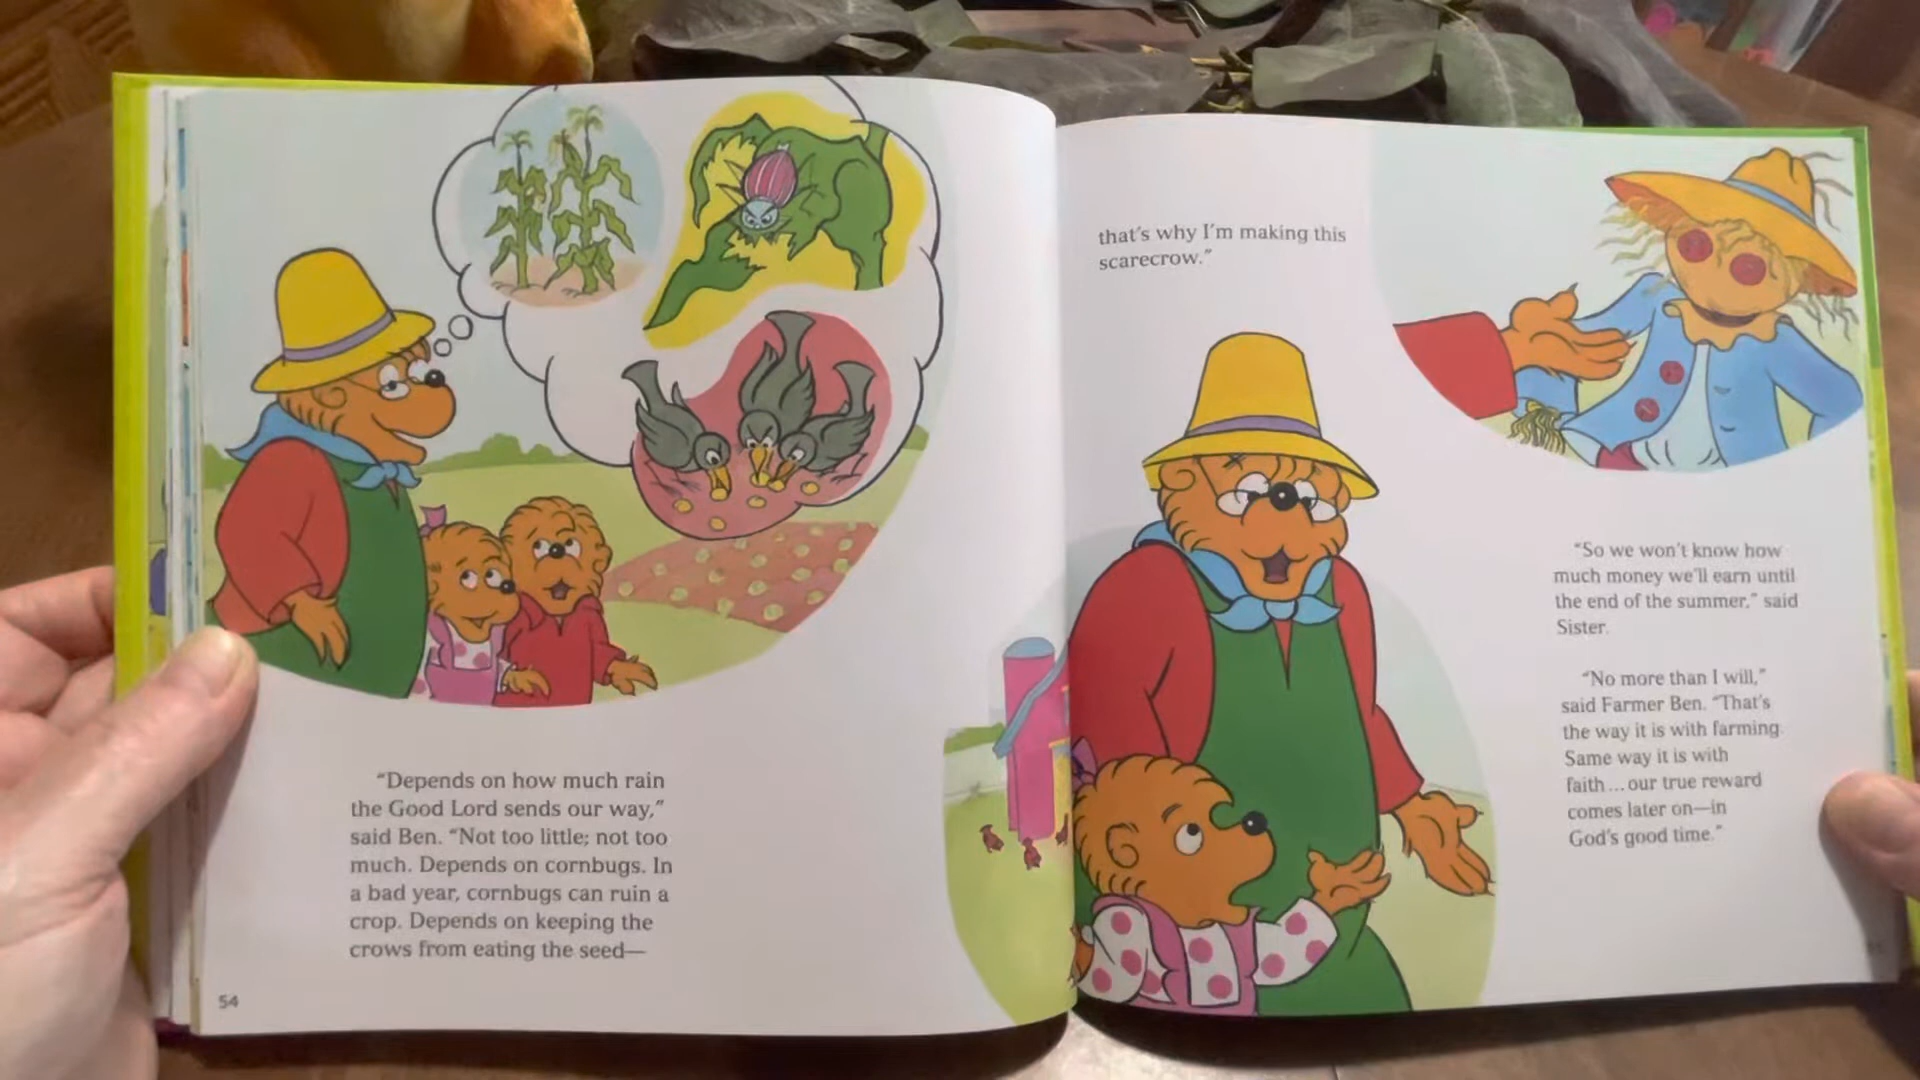 “Depends on how much rain
the Good Lord sends our way,”
said Ben. “Not too little; not too
much. Depends on cornbugs. In
a bad year, cornbugs can ruin a
crop. Depends on keeping the
crows from eating the seed—
54
that’s why I’m making this
scarecrow.”
“So we won’t know how
much money we’ll earn until
the end of the summer,” said
Sister.
“No more than I will,”
said Farmer Ben. “That’s
the way it is with farming.
Same way it is with
faith…our true reward
comes later on—in
God’s good time.”